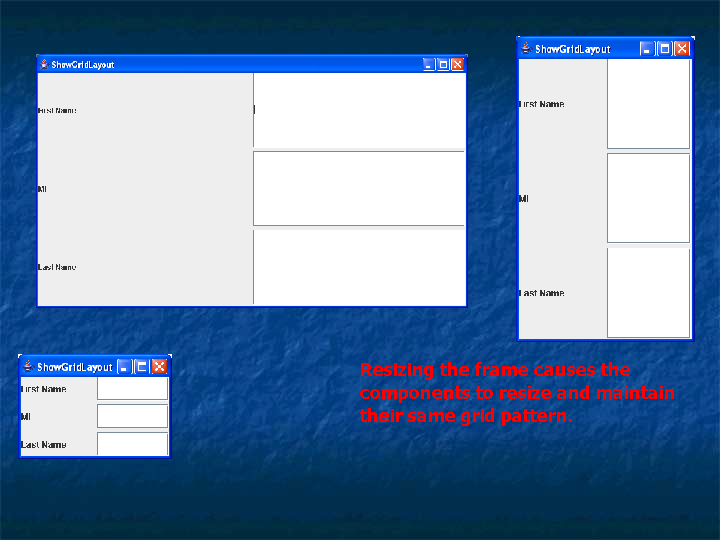 ShowGridLayout
First Name
MI
Last Name
ShowGridLayout
First Name
MI
Last Name
ShowGridLayout
First Name
MI
Last Name
Resizing the frame causes the
components to resize and maintain
their same grid pattern.